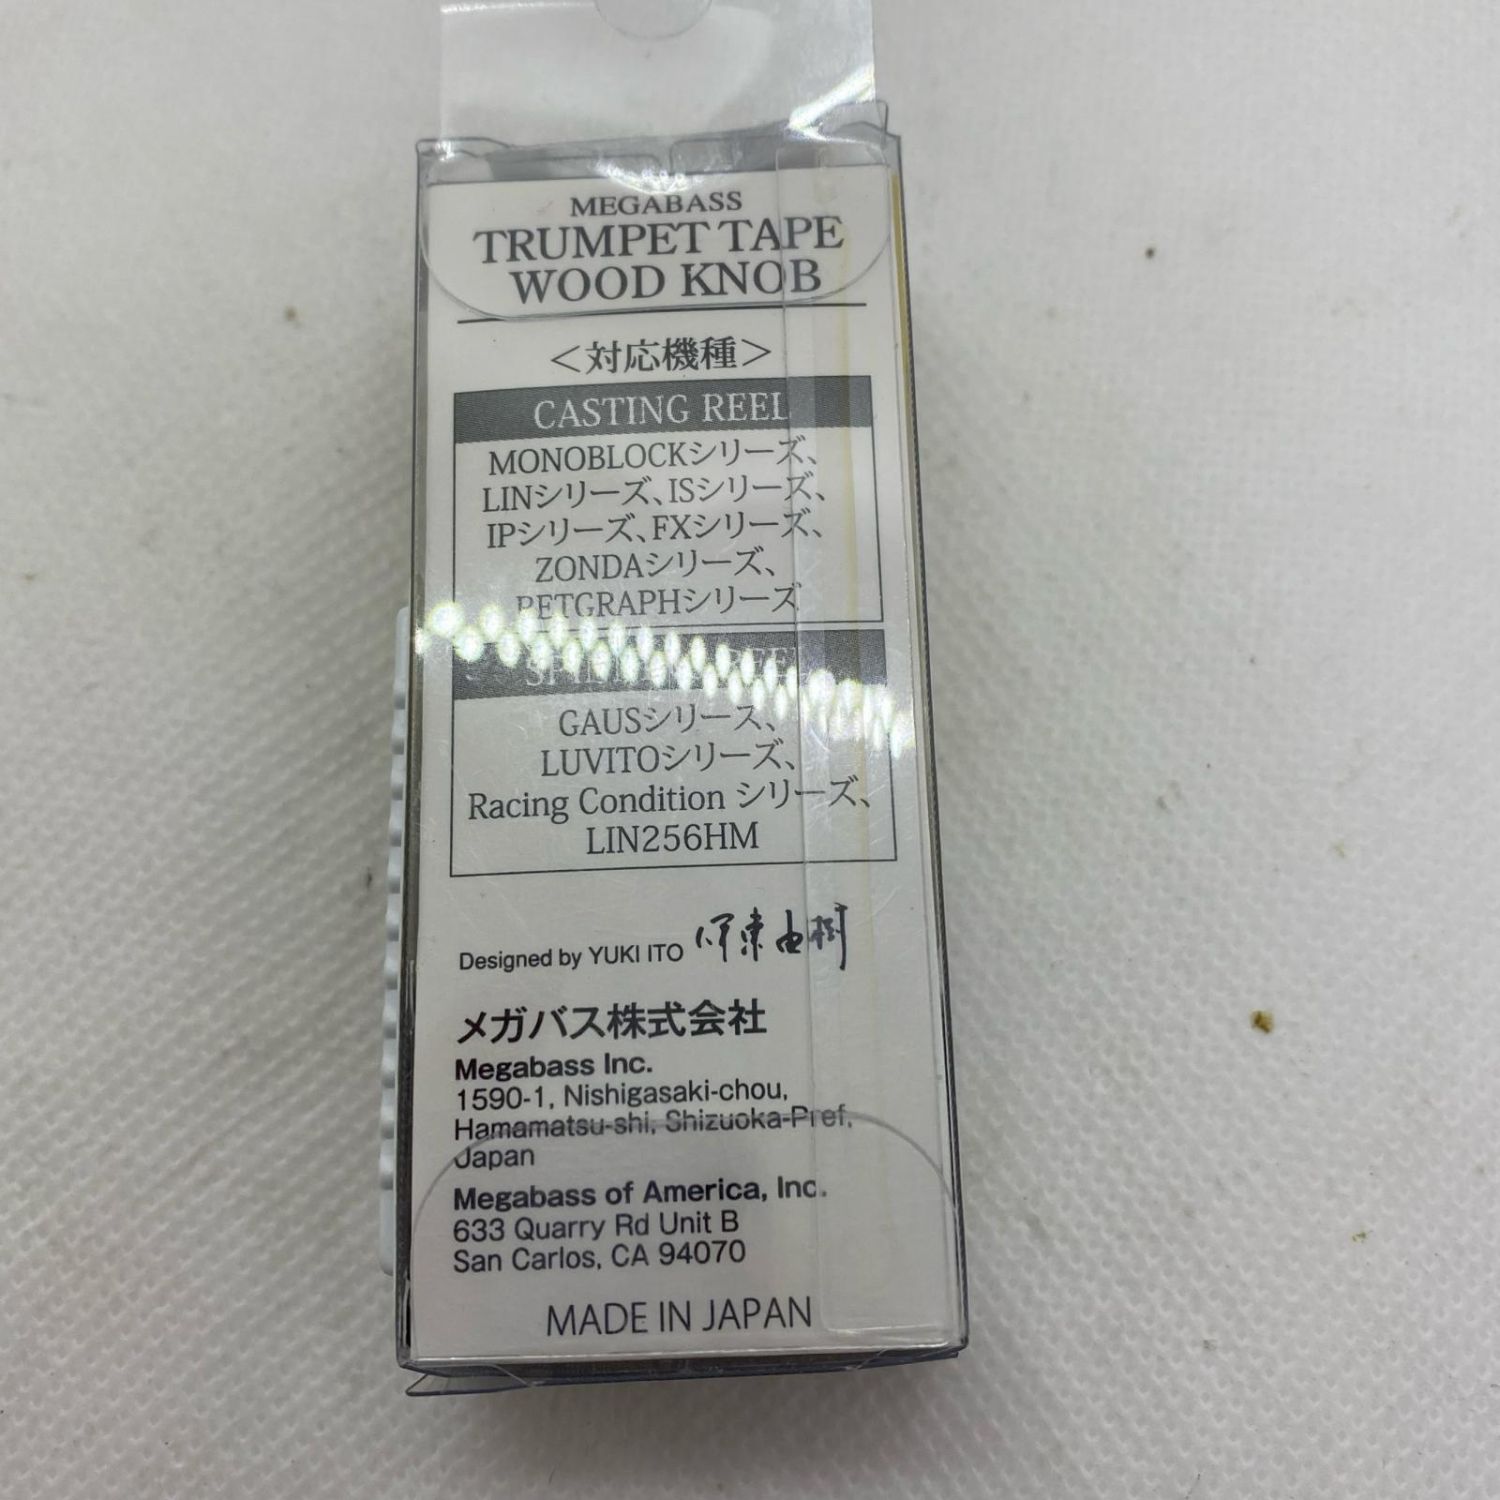 MEGABASS
TRUMPET TAPE
WOOD KNOB
＜対応機種＞
CASTING REEL
MONOBLOCKシリーズ、
LINシリーズ、ISシリーズ、
IPシリーズ、FXシリーズ、
ZONDAシリーズ、
RETGRAPHシリーズ
GAUSシリーズ、
LUVITOシリーズ、
Racing Condition シリーズ、
LIN256HM
Designed by YUKI ITO 伊東由樹
メガバス株式会社
Megabass Inc.
1590-1, Nishigasaki-chou,
Hamamatsu-shi, Shizuoka-Pref,
Japan
Megabass of America, Inc.
633 Quarry Rd Unit B
San Carlos, CA 94070
MADE IN JAPAN